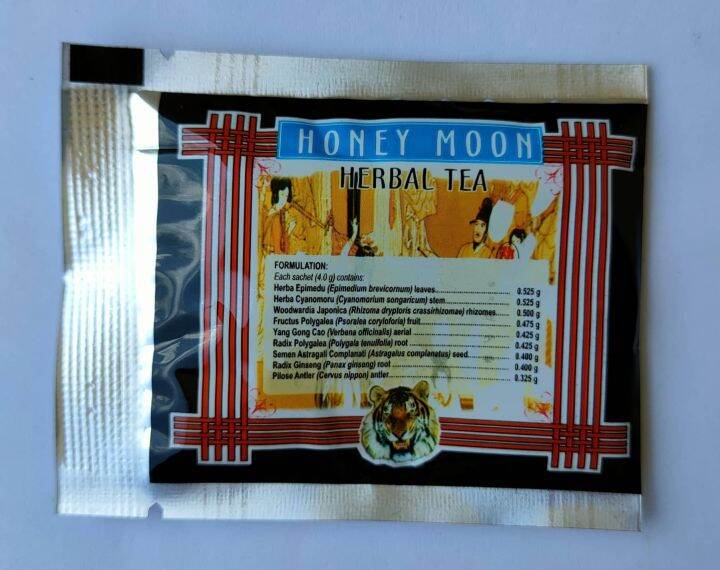 HONEY MOON
HERBAL TEA
FORMULATION:
Each sachet (4.0 g) contains:
Herba Epimedu (Epimedium brevicornum) leaves........................ 0.525 g
Herba Cyanomoru (Cyanomorium songaricum) stem..................... 0.525 g
Woodwardia Japonica (Rhizoma dryptoris crassirhizomae) rhizomes..... 0.500 g
Fructus Polygalea (Psoralea coryloforia) fruit............................ 0.475 g
Yang Gong Cao (Verbena officinalis) aerial ............................ 0.425 g
Radix Polygalea (Polygala tenuifolla) root ............................ 0.425 g
Semen Astragali Complanati (Astragalus complanatus) seed........... 0.400 g
Radix Ginseng (Panax ginseng) root .................................. 0.400 g
Pilose Antler (Cervus nippon) antler.................................... 0.325 g